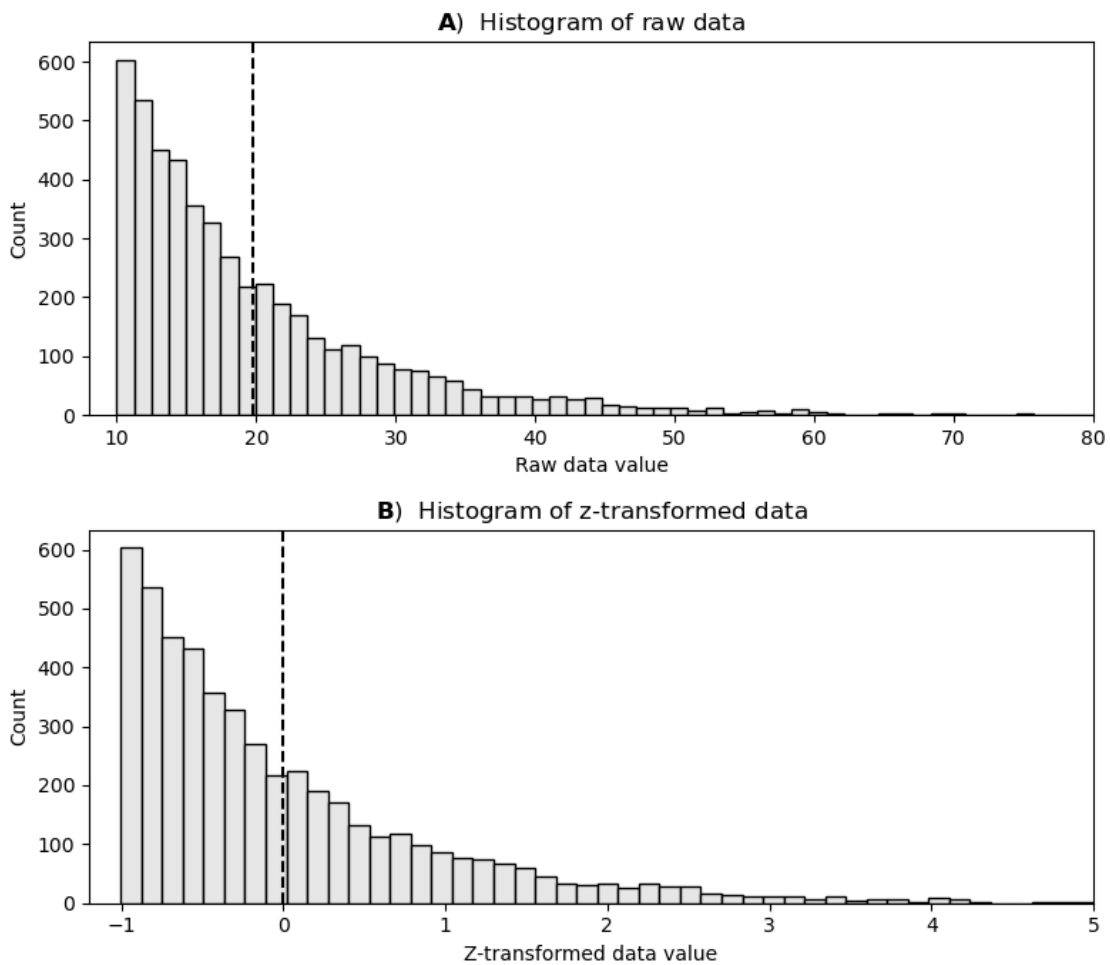 A)  Histogram of raw data
600
500
400
300
200
100
0
Count
10 20 30 40 50 60 70 80
Raw data value
B)  Histogram of z-transformed data
600
500
400
300
200
100
0
Count
−1 0 1 2 3 4 5
Z-transformed data value